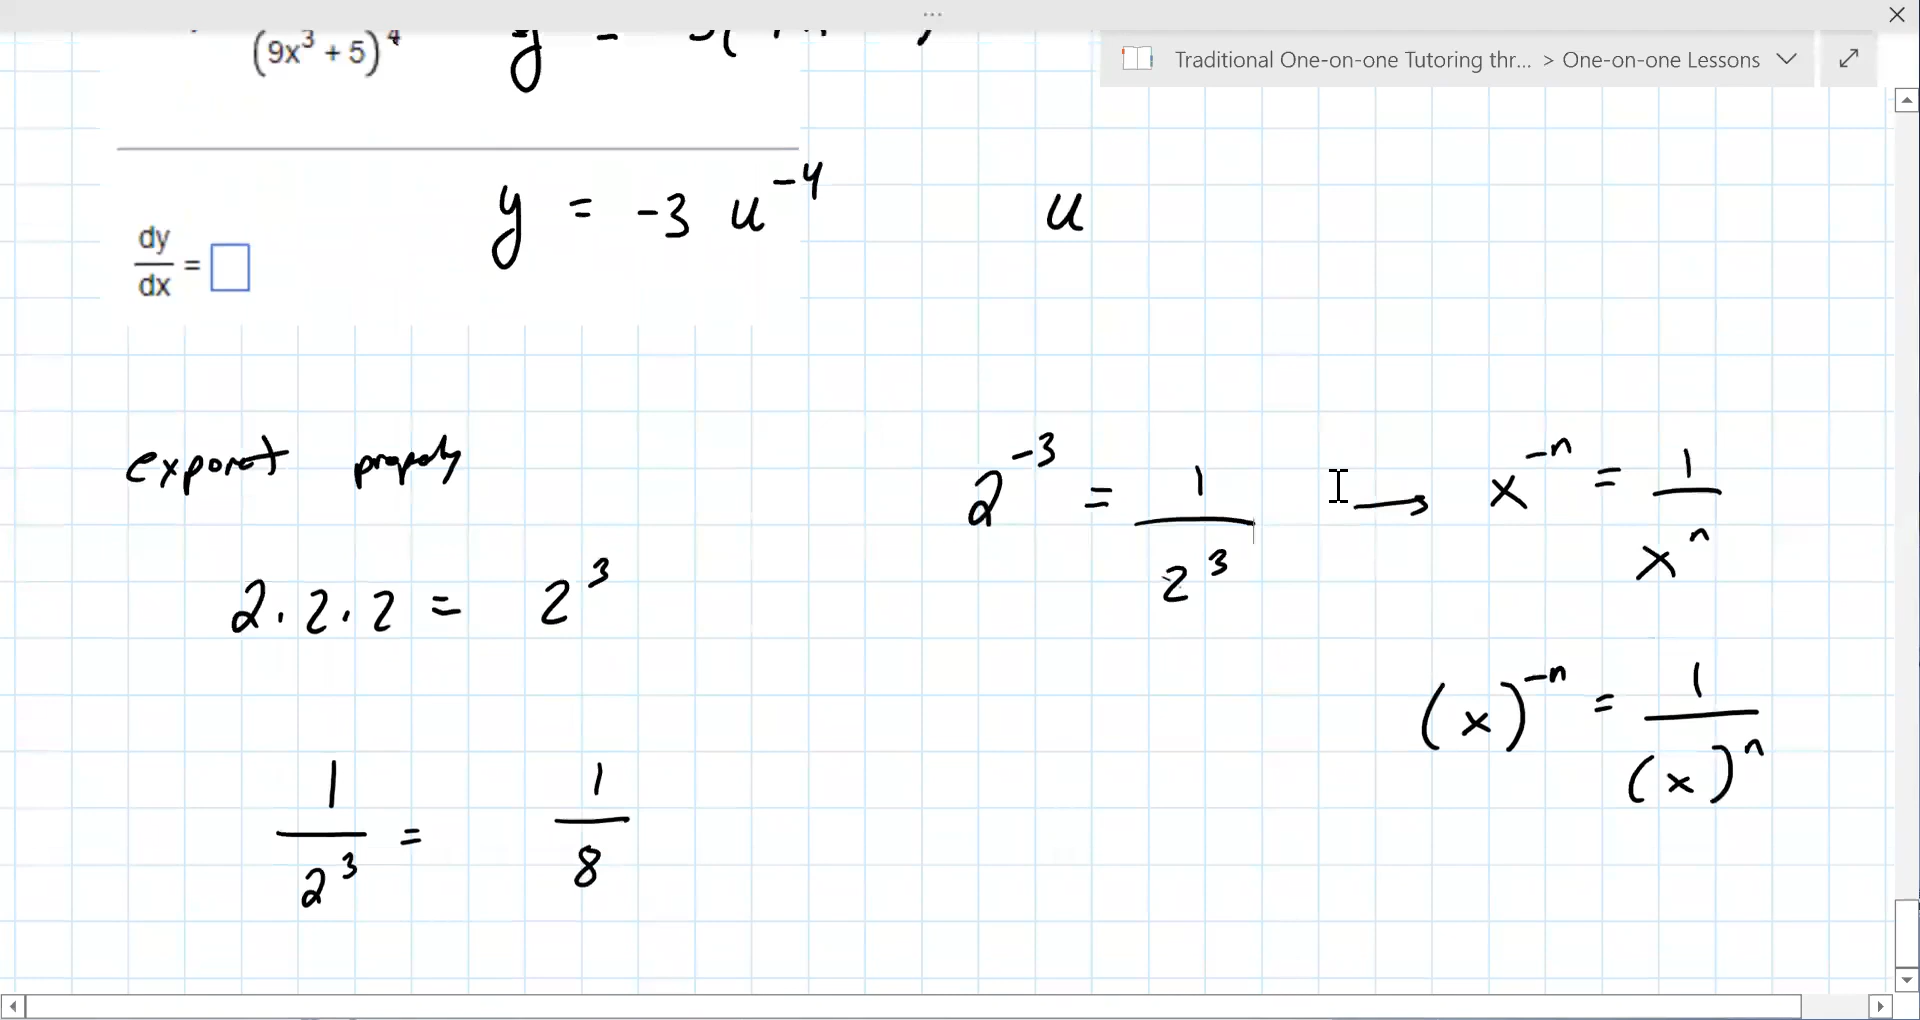 ...
Traditional One-on-one Tutoring thr... > One-on-one Lessons
(9x³ + 5)⁴
y = -3 u⁻⁴
u
dy/dx =
exponet property
2⁻³ = 1/2³ → x⁻ⁿ = 1/xⁿ
2 · 2 · 2 = 2³
(x)⁻ⁿ = 1/(x)ⁿ
1/2³ = 1/8